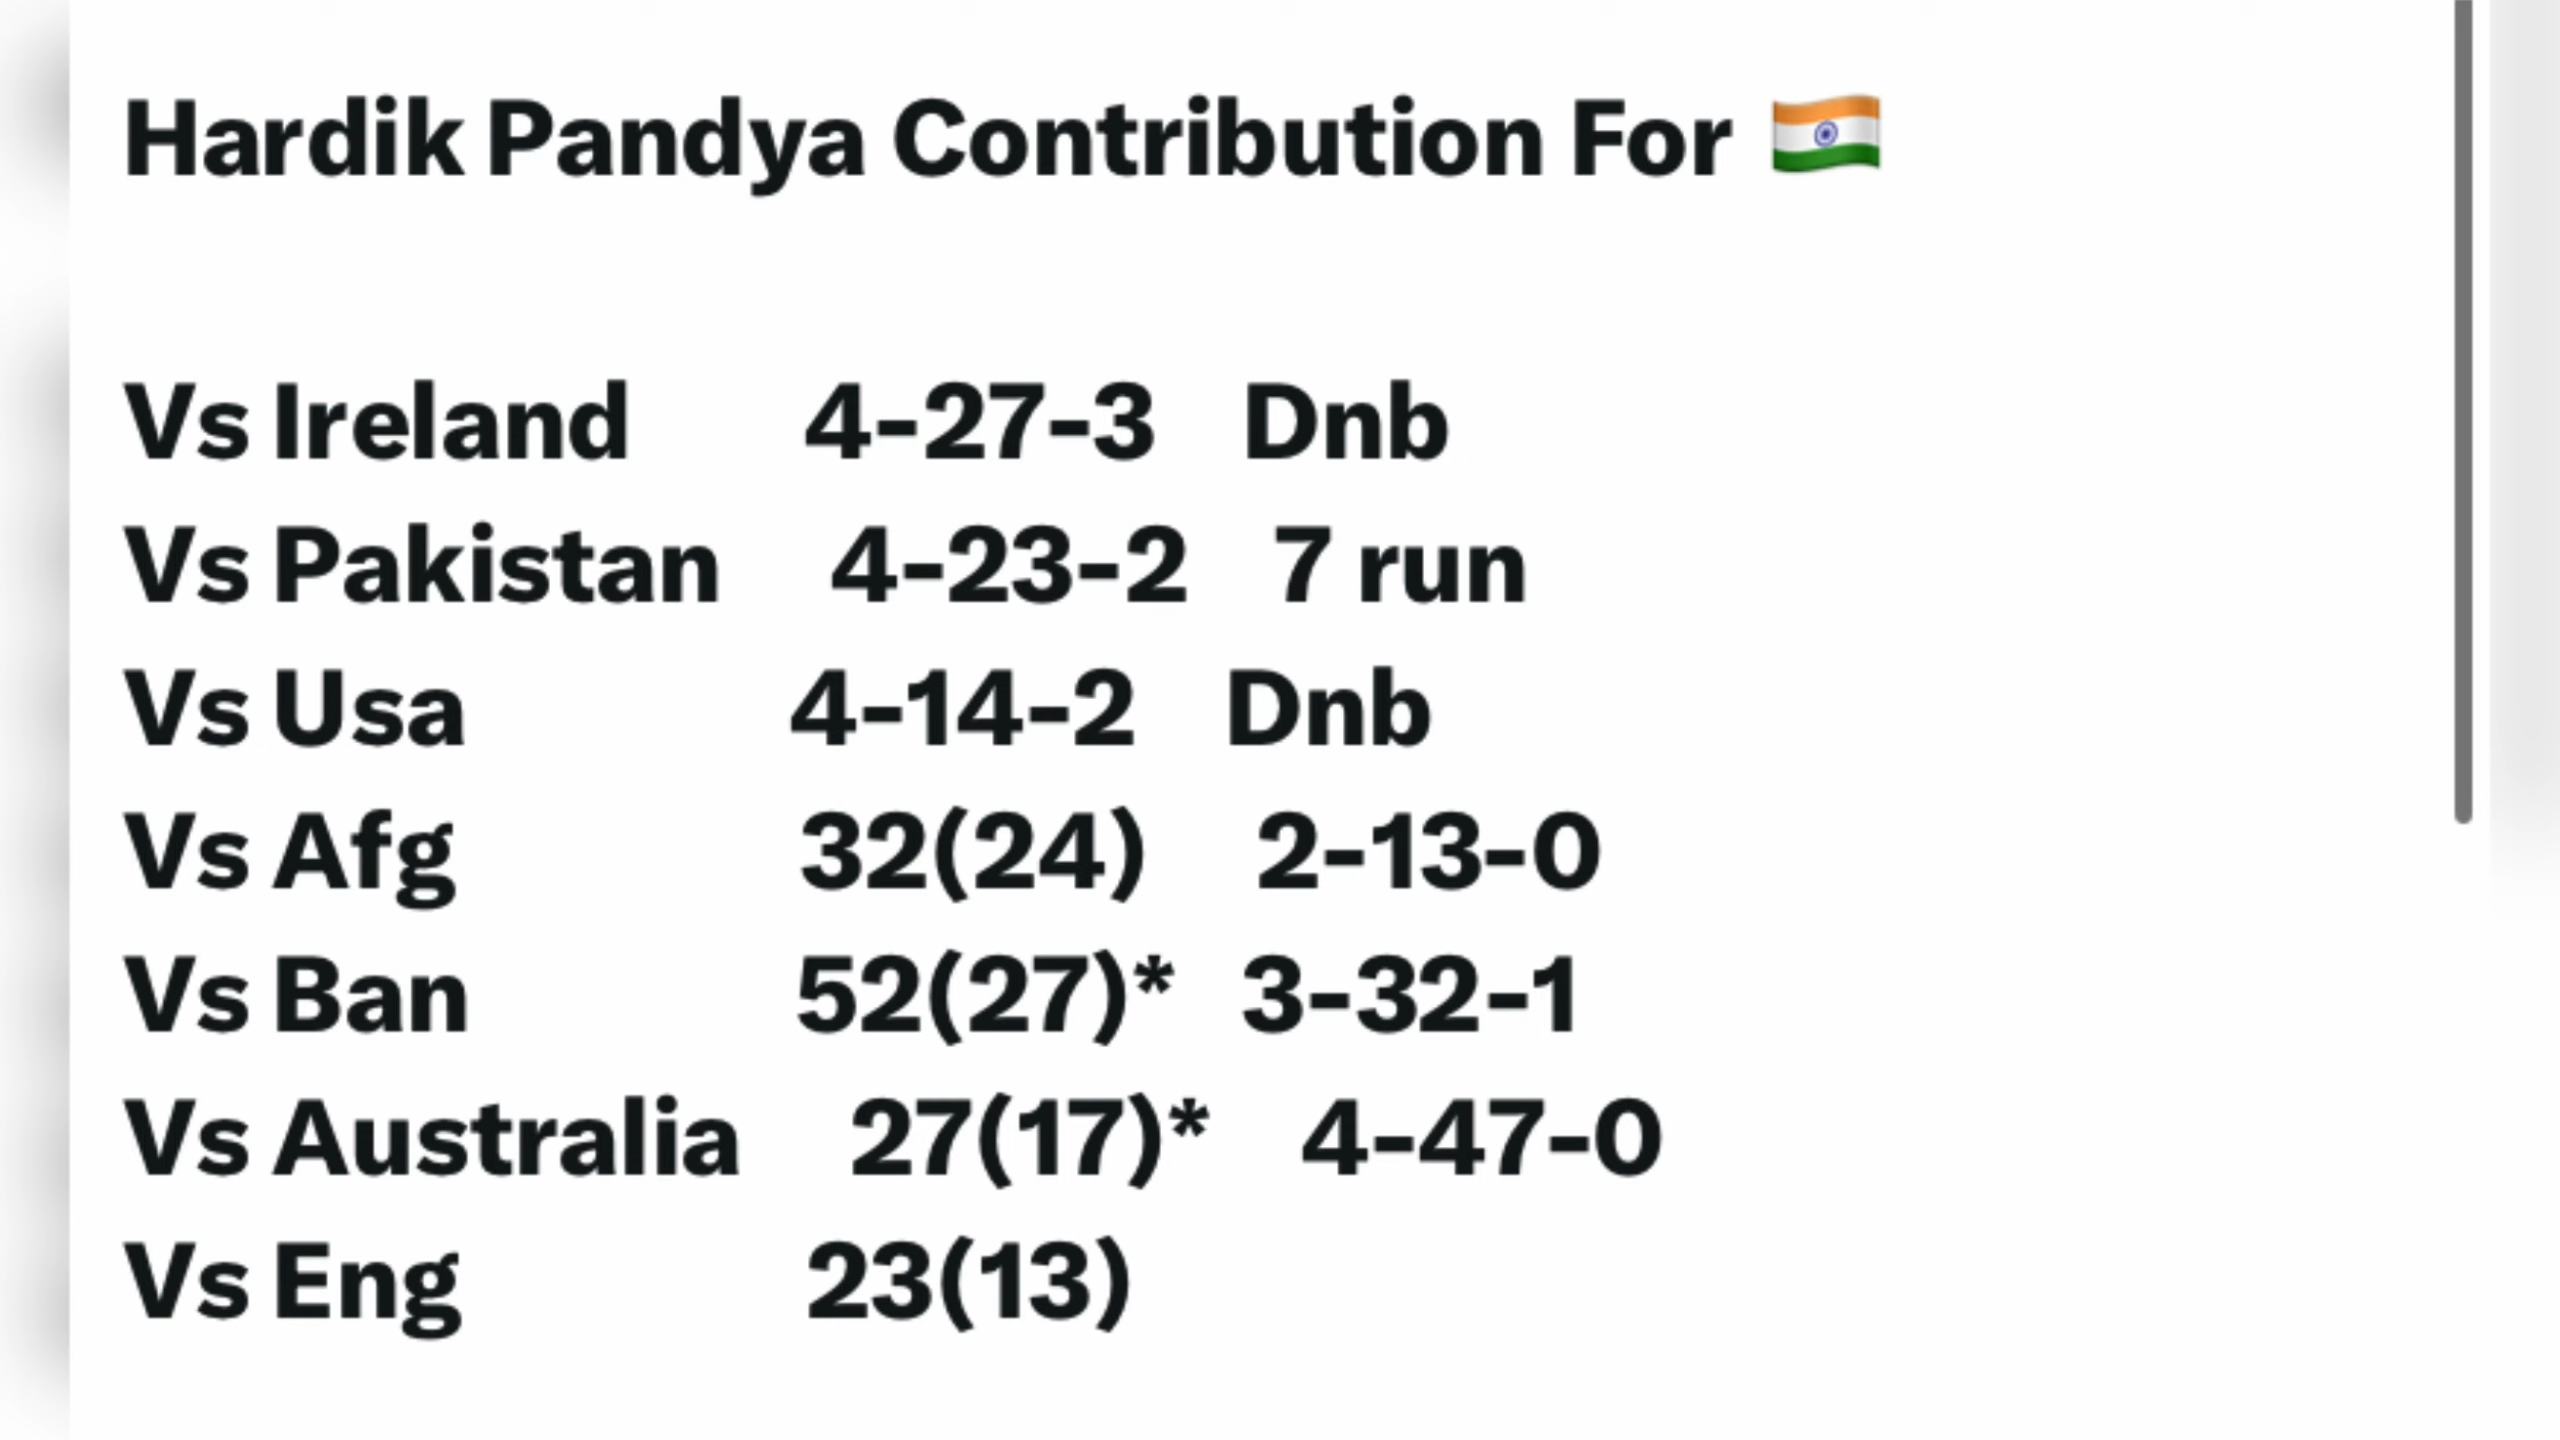 Hardik Pandya Contribution For 🇮🇳
Vs Ireland 4-27-3 Dnb
Vs Pakistan 4-23-2 7 run
Vs Usa 4-14-2 Dnb
Vs Afg 32(24) 2-13-0
Vs Ban 52(27)* 3-32-1
Vs Australia 27(17)* 4-47-0
Vs Eng 23(13)